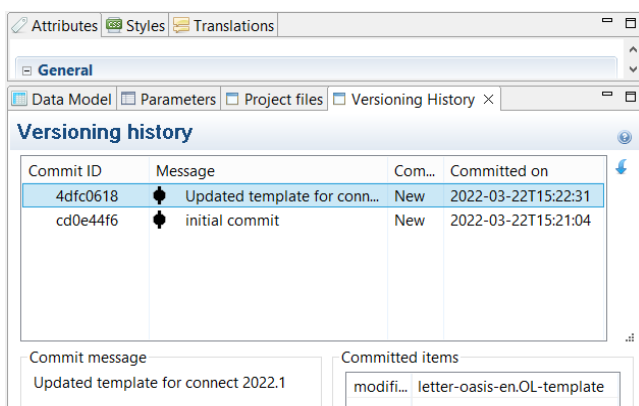 Attributes CSS Styles Translations
General
Data Model Parameters Project files Versioning History
Versioning history
Commit ID Message Com... Committed on
4dfc0618 Updated template for conn... New 2022-03-22T15:22:31
cd0e44f6 initial commit New 2022-03-22T15:21:04
Commit message Committed items
Updated template for connect 2022.1 modifi... letter-oasis-en.OL-template